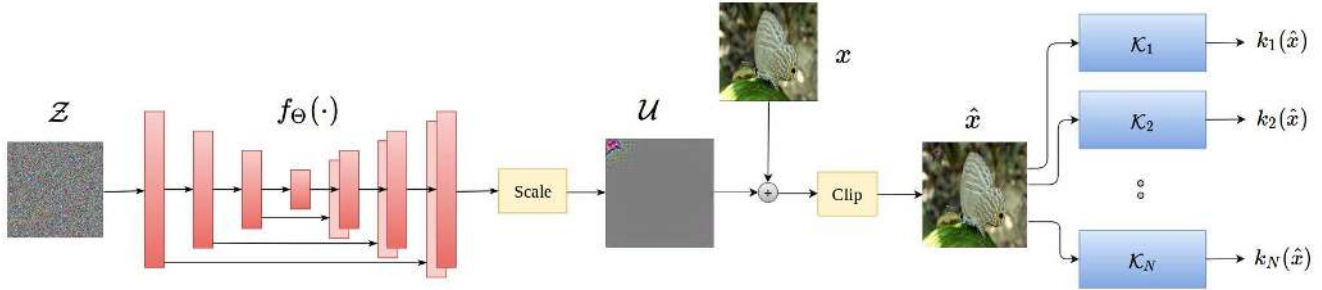 𝒵
f_Θ(·)
Scale
𝒰
x
+
Clip
x̂
𝒦₁
k₁(x̂)
𝒦₂
k₂(x̂)
𝒦_N
k_N(x̂)